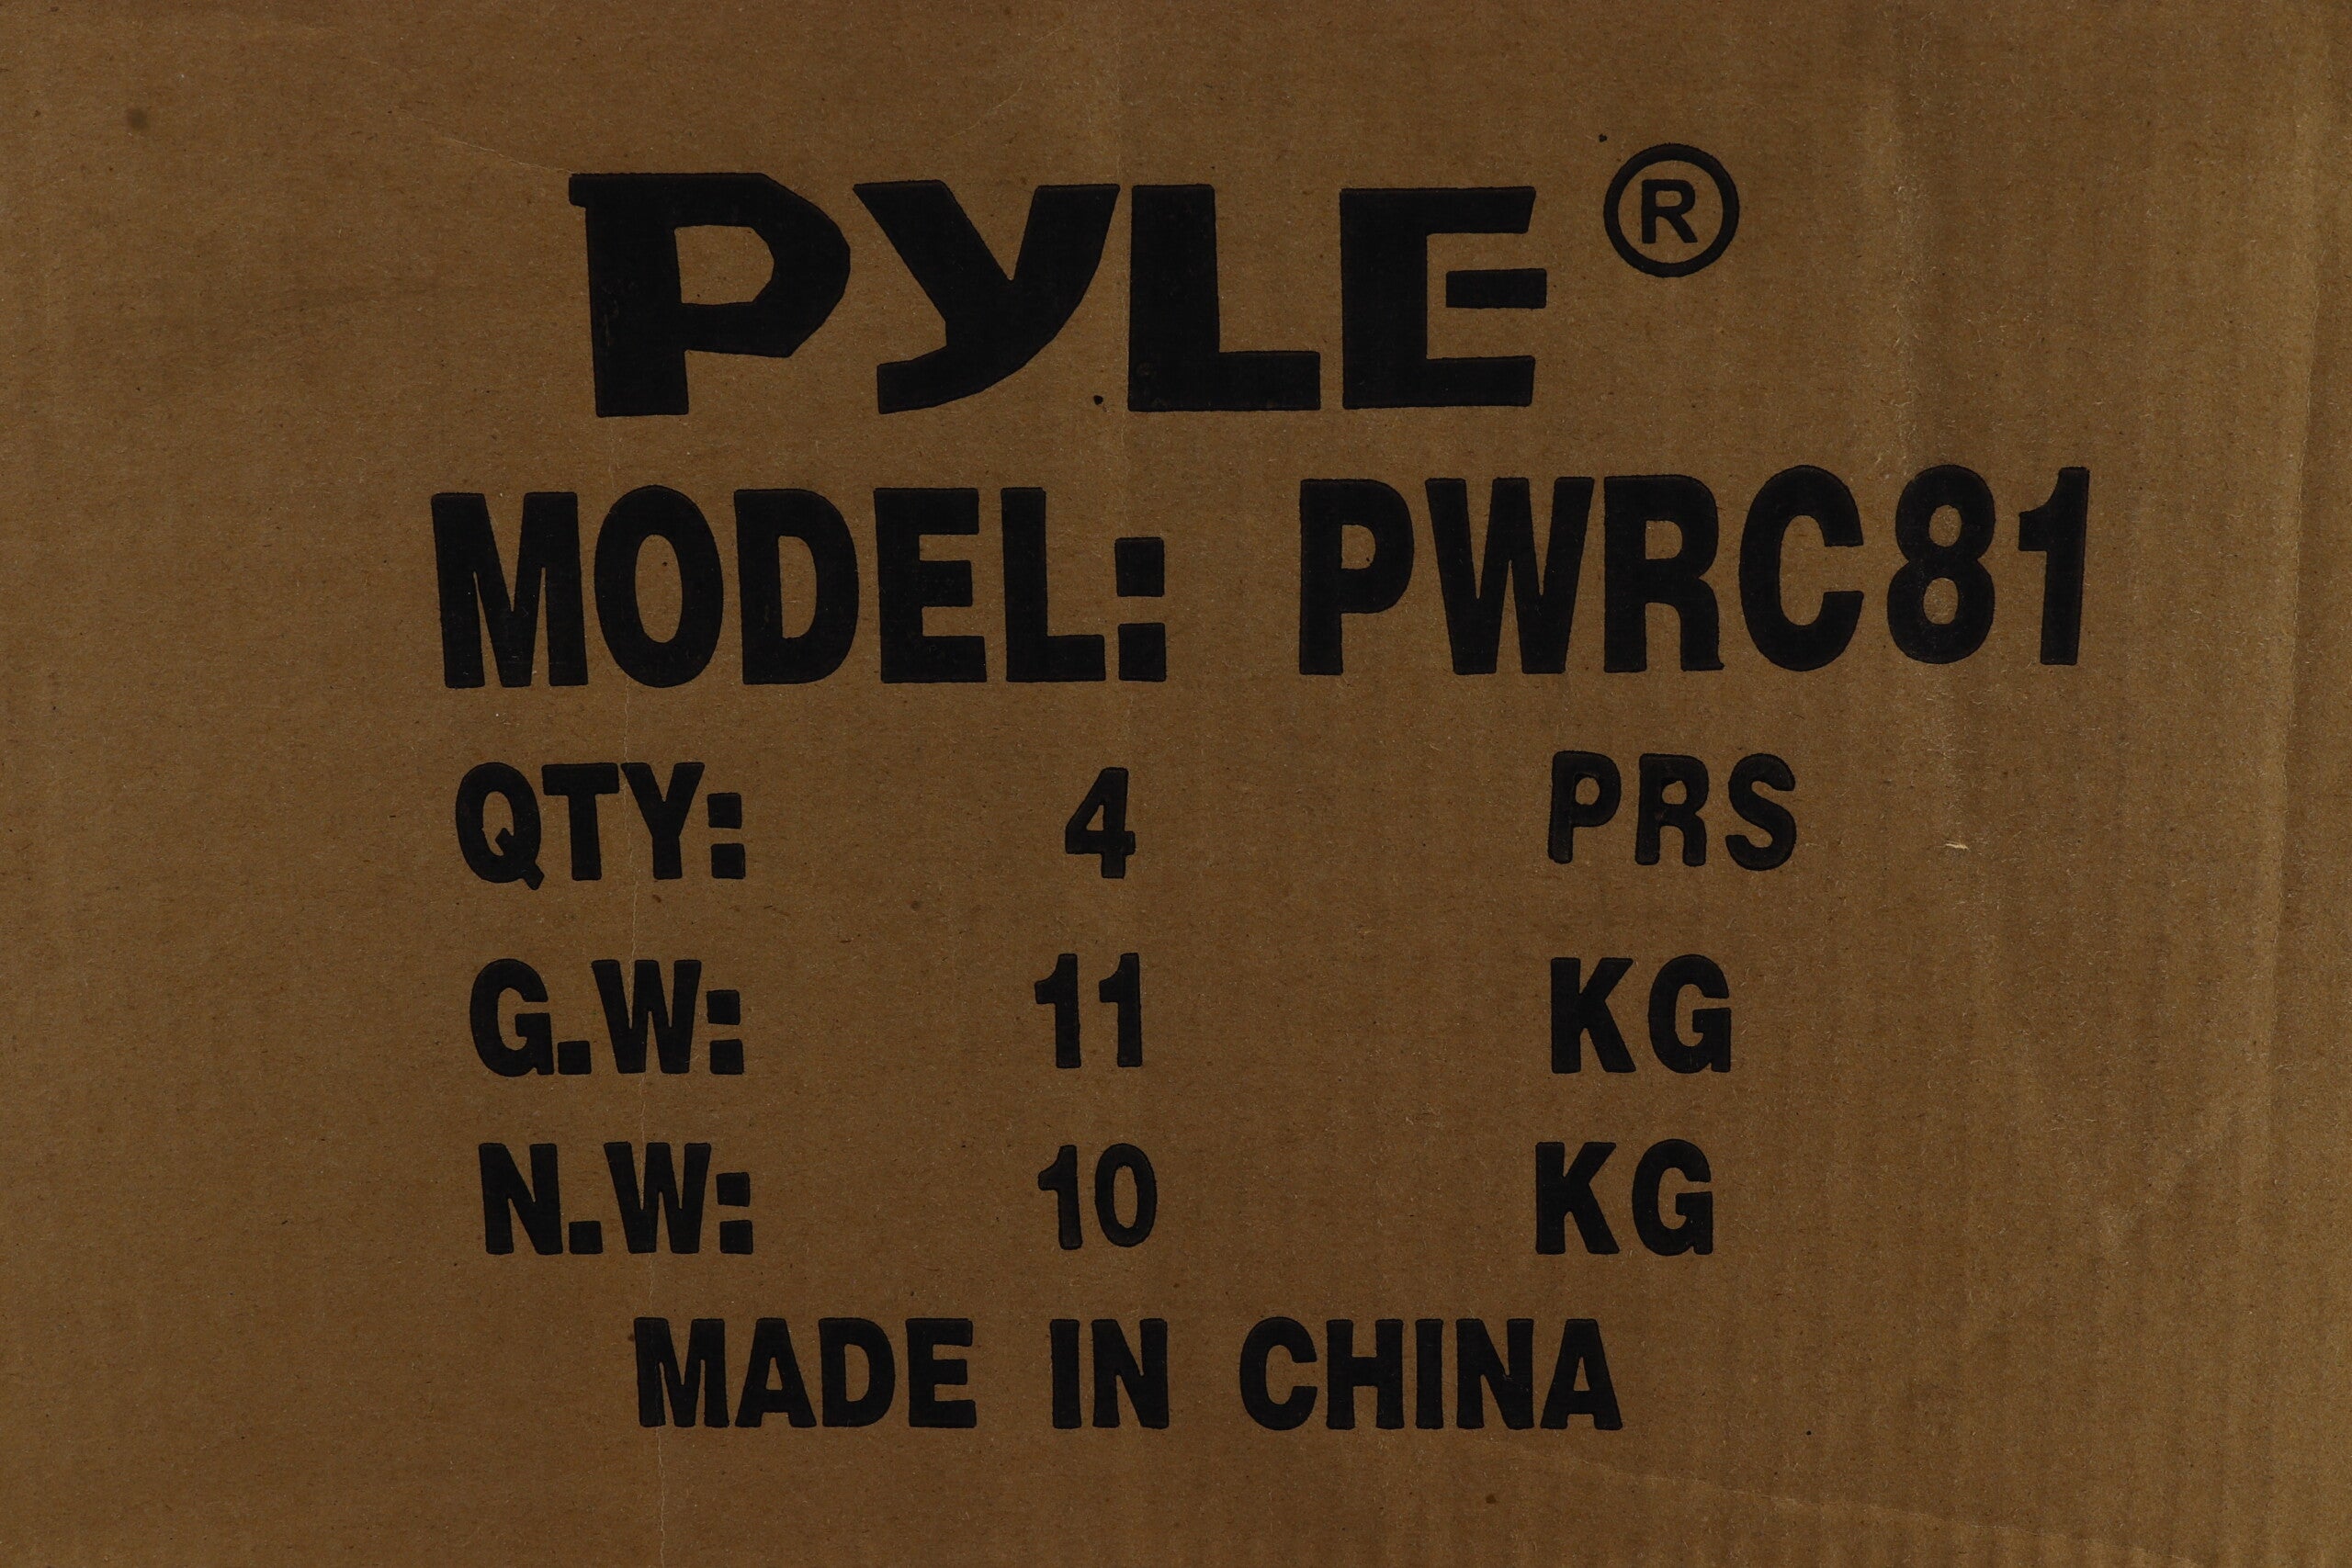 PYLE®
MODEL: PWRC81
QTY: 4 PRS
G.W: 11 KG
N.W: 10 KG
MADE IN CHINA